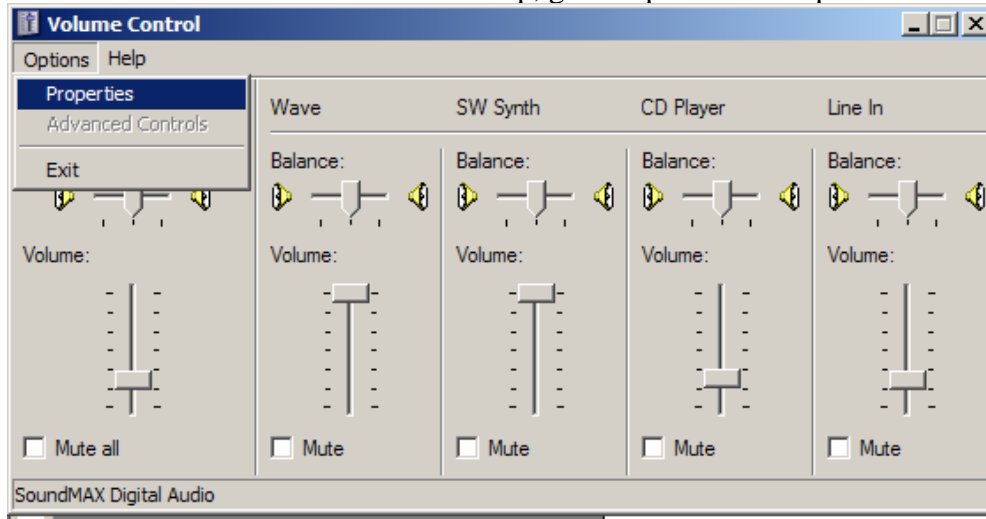 Volume Control
Options Help
Properties
Advanced Controls
Exit
Wave SW Synth CD Player Line In
Balance: Balance: Balance: Balance:
Volume: Volume: Volume: Volume: Volume:
Mute all Mute Mute Mute Mute
SoundMAX Digital Audio